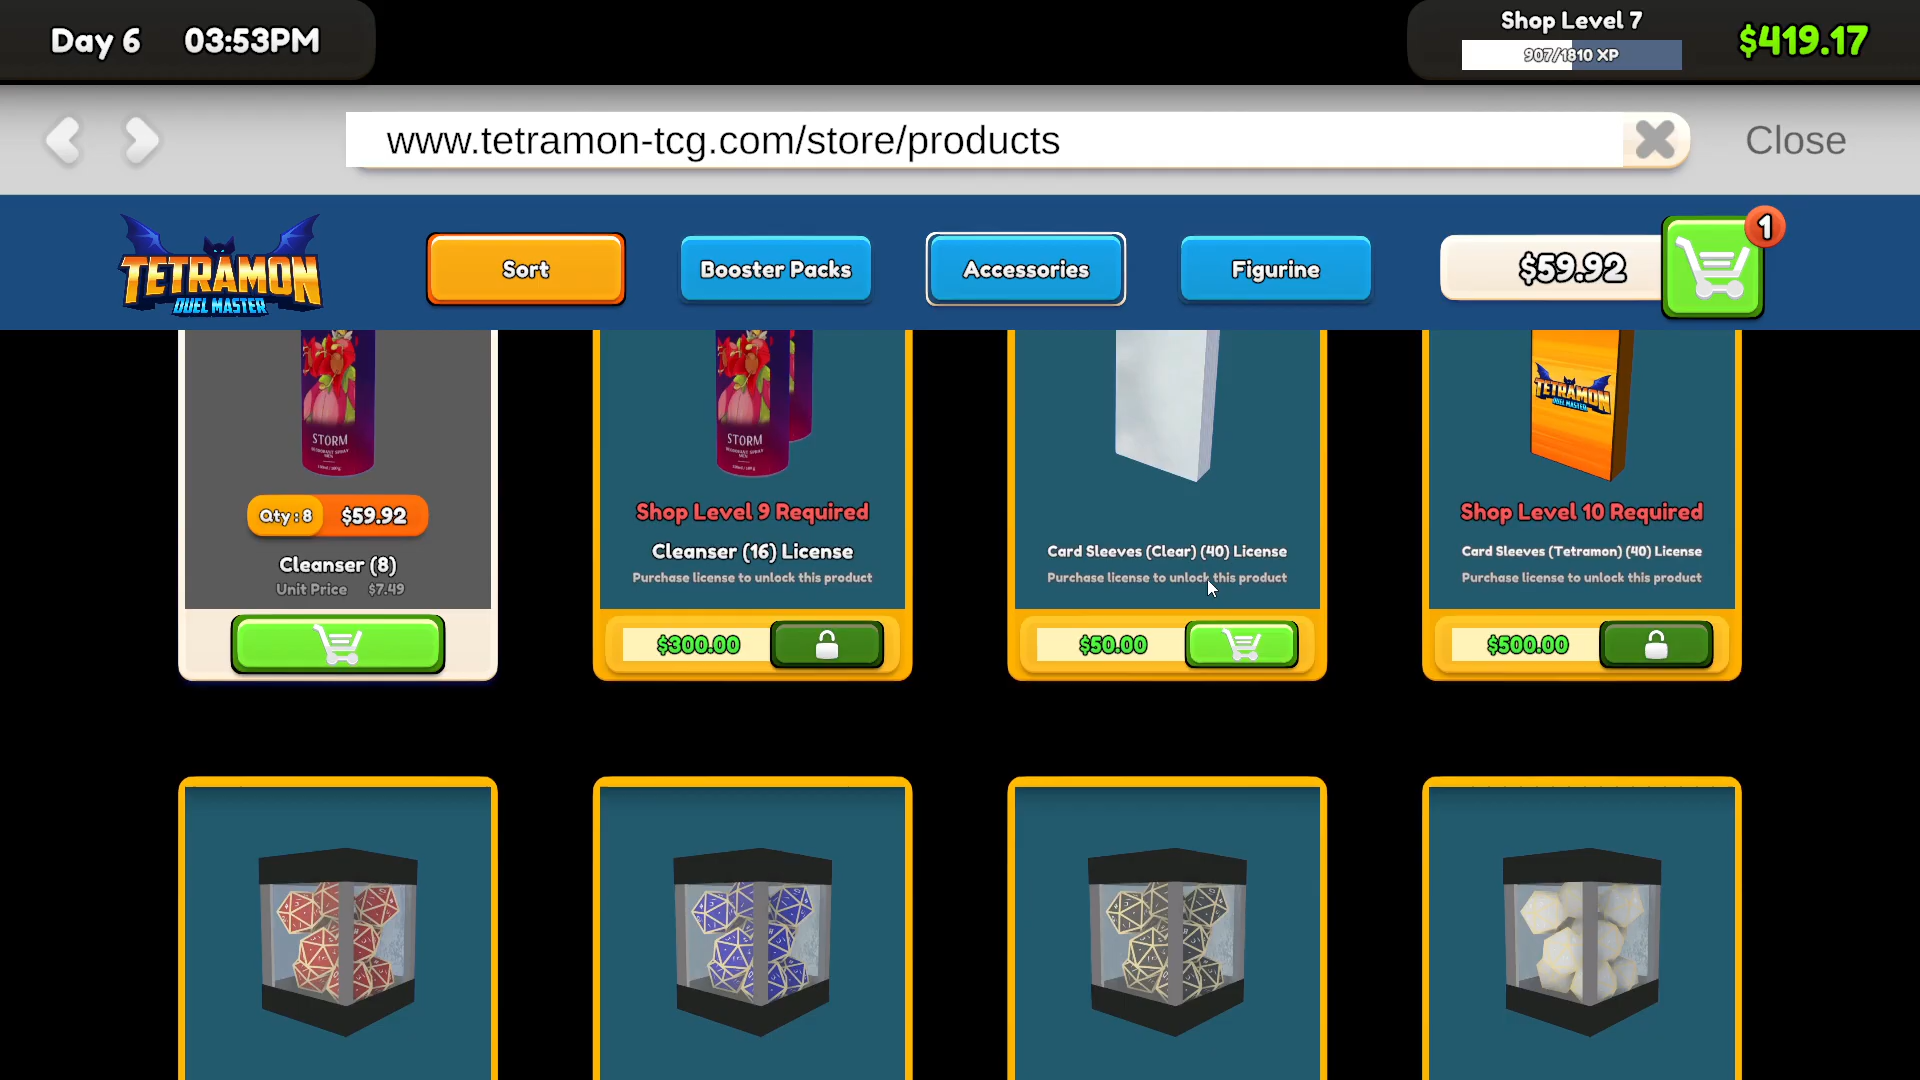 Day 6
03:53PM
Shop Level 7
907/1810 XP
$419.17
www.tetramon-tcg.com/store/products
Close
TETRAMON
DUEL MASTER
Sort
Booster Packs
Accessories
Figurine
$59.92
1
STORM
STORM
TETRAMON
DUEL MASTER
Qty : 8
$59.92
Cleanser (8)
Unit Price $7.49
Shop Level 9 Required
Cleanser (16) License
Purchase license to unlock this product
$300.00
Card Sleeves (Clear) (40) License
Purchase license to unlock this product
$50.00
Shop Level 10 Required
Card Sleeves (Tetramon) (40) License
Purchase license to unlock this product
$500.00